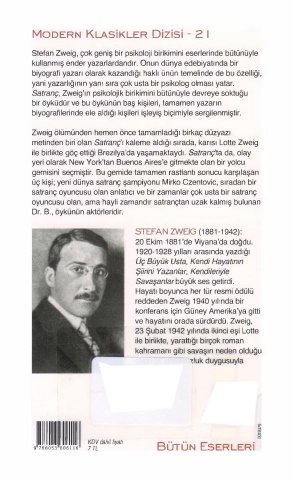 MODERN KLASİKLER DİZİSİ - 21
Stefan Zweig, çok geniş bir psikoloji birikimini eserlerinde bütünüyle
kullanmış ender yazarlardandır. Onun dünya edebiyatında bir
biyografi yazarı olarak kazandığı haklı ünün temelinde de bu özelliği,
yani yazarlığının yanı sıra çok usta bir psikolog olması yatar.
Satranç, Zweig'ın psikolojik birikimini bütünüyle devreye soktuğu
bir öyküdür ve bu öykünün baş kişileri, tamamen yazarın
biyografilerinde ele aldığı kişileri işleyiş biçimiyle sergilenmiştir.
Zweig ölümünden hemen önce tamamladığı birkaç düzyazı
metinden biri olan Satranç'ı kaleme aldığı sırada, karısı Lotte Zweig
ile birlikte göç ettiği Brezilya'da yaşamaktaydı. Satranç'ta da, olay
yeri olarak New York'tan Buenos Aires'e gitmekte olan bir yolcu
gemisini seçmiştir. Bu gemide tamamen rastlantı sonucu karşılaşan
üç kişi; yeni dünya satranç şampiyonu Mirko Czentovic, sıradan bir
satranç oyuncusu olan anlatıcı ve bir zamanlar çok usta bir satranç
oyuncusu olan, ama hayli zamandır satrançtan uzak kalmış bulunan
Dr. B., öykünün aktörleridir.
STEFAN ZWEIG (1881-1942):
20 Ekim 1881'de Viyana'da doğdu.
1920-1928 yılları arasında yazdığı
Üç Büyük Usta, Kendi Hayatının
Şiirini Yazanlar, Kendileriyle
Savaşanlar büyük ses getirdi.
Hayatı boyunca her tür resmi ödülü
reddeden Zweig 1940 yılında bir
konferans için Güney Amerika'ya gitti
ve hayatını orada sürdürdü. Zweig,
23 Şubat 1942 yılında ikinci eşi Lotte
ile birlikte, yarattığı birçok roman
kahramanı gibi savaşın neden olduğu
zluk duygusuyla
KDV dahil fiyatı
7 TL
9 786053 606116
BÜTÜN ESERLERİ